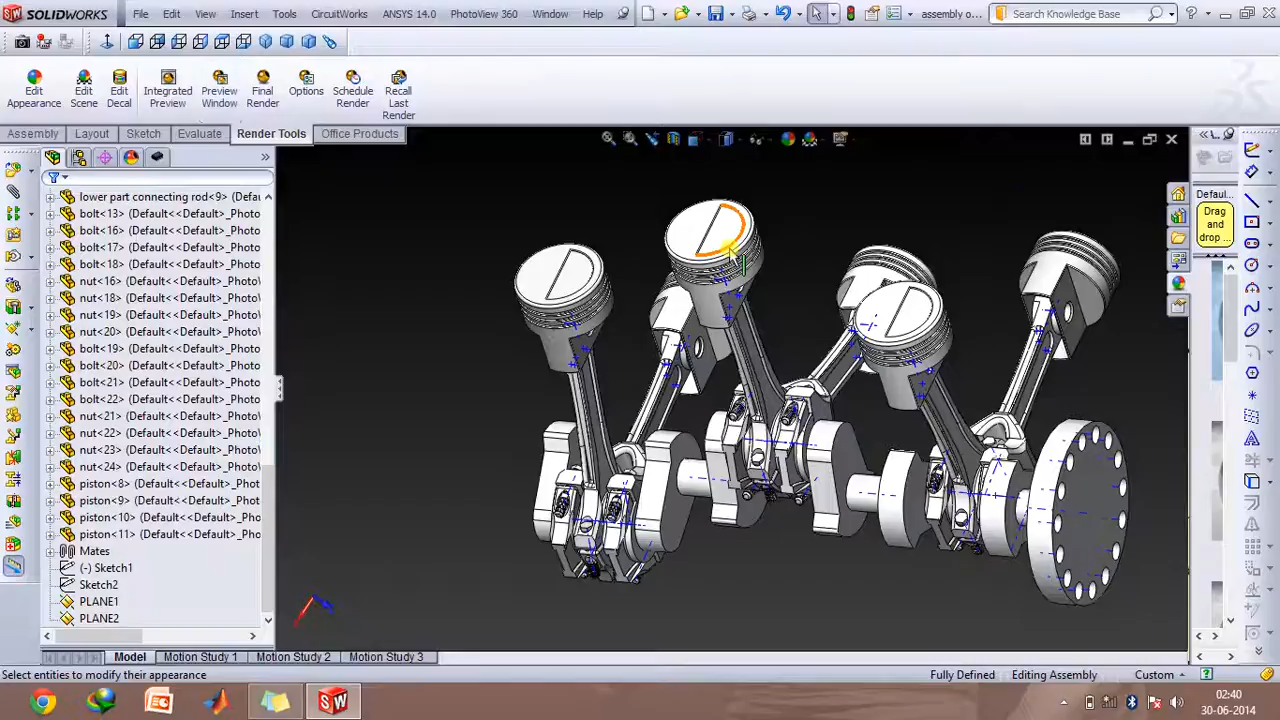 SOLIDWORKS
File
Edit
View
Insert
Tools
CircuitWorks
ANSYS 14.0
PhotoView 360
Window
Help
assembly o...
Search Knowledge Base
Edit Appearance
Edit Scene
Edit Decal
Integrated Preview
Preview Window
Final Render
Options
Schedule Render
Recall Last Render
Assembly
Layout
Sketch
Evaluate
Render Tools
Office Products
lower part connecting rod<9> (Defau
bolt<13> (Default<<Default>_Photo
bolt<16> (Default<<Default>_Photo
bolt<17> (Default<<Default>_Photo
bolt<18> (Default<<Default>_Photo
nut<16> (Default<<Default>_Photo
nut<18> (Default<<Default>_Photo
nut<19> (Default<<Default>_Photo
nut<20> (Default<<Default>_Photo
bolt<19> (Default<<Default>_Photo
bolt<20> (Default<<Default>_Photo
bolt<21> (Default<<Default>_Photo
bolt<22> (Default<<Default>_Photo
nut<21> (Default<<Default>_Photo
nut<22> (Default<<Default>_Photo
nut<23> (Default<<Default>_Photo
nut<24> (Default<<Default>_Photo
piston<8> (Default<<Default>_Phot
piston<9> (Default<<Default>_Phot
piston<10> (Default<<Default>_Pho
piston<11> (Default<<Default>_Pho
Mates
(-) Sketch1
Sketch2
PLANE1
PLANE2
Defaul...
Drag
and
drop ...
Model
Motion Study 1
Motion Study 2
Motion Study 3
Select entities to modify their appearance
Fully Defined
Editing Assembly
Custom
02:40
30-06-2014